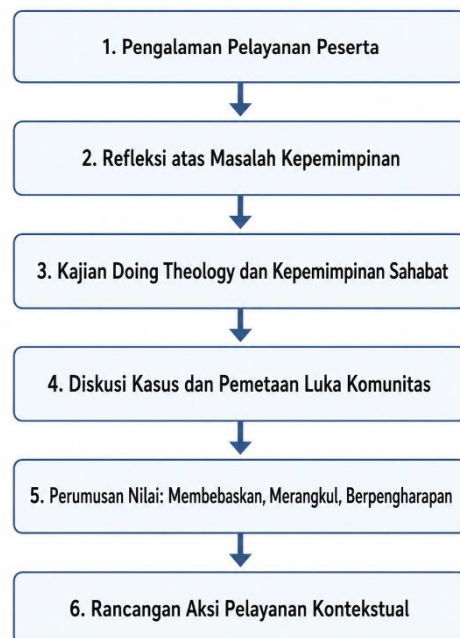 1. Pengalaman Pelayanan Peserta
2. Refleksi atas Masalah Kepemimpinan
3. Kajian Doing Theology dan Kepemimpinan Sahabat
4. Diskusi Kasus dan Pemetaan Luka Komunitas
5. Perumusan Nilai: Membebaskan, Merangkul, Berpengharapan
6. Rancangan Aksi Pelayanan Kontekstual